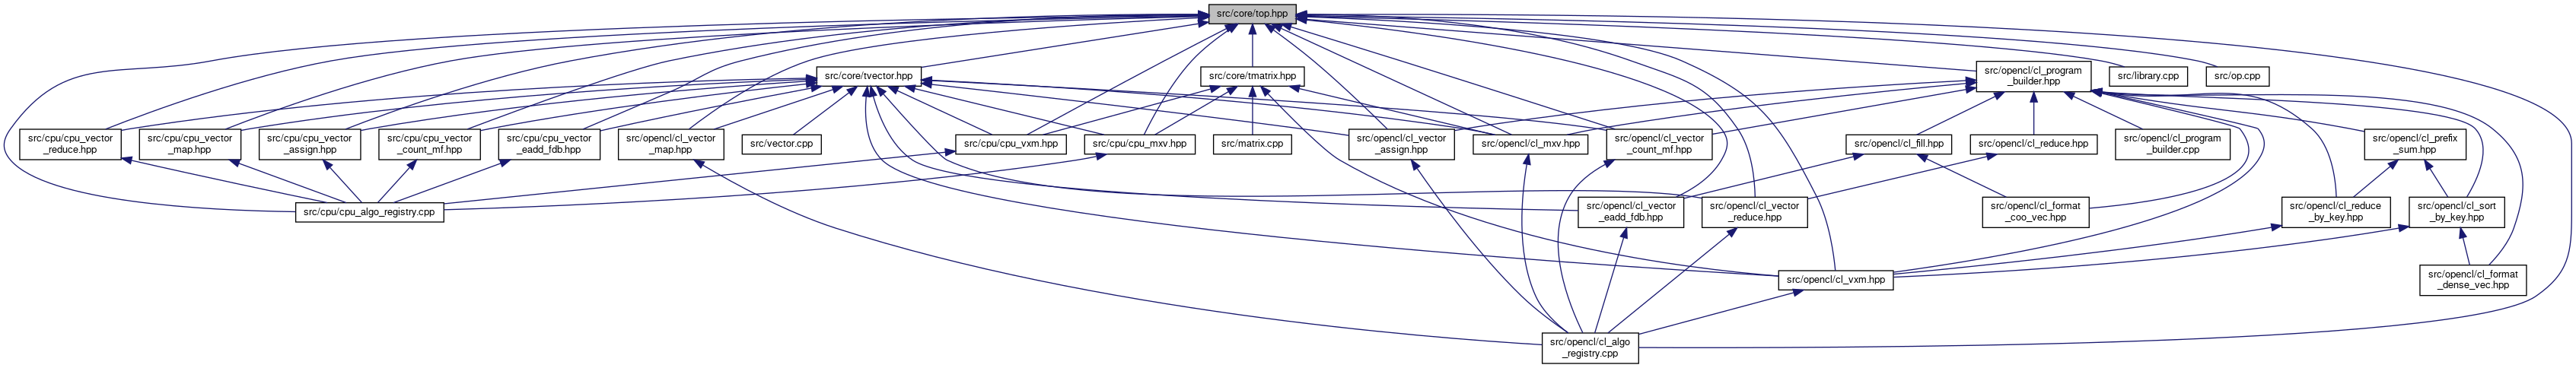 src/core/top.hpp
src/core/tvector.hpp
src/core/tmatrix.hpp
src/opencl/cl_program
_builder.hpp
src/library.cpp
src/op.cpp
src/cpu/cpu_vector
_reduce.hpp
src/cpu/cpu_vector
_map.hpp
src/cpu/cpu_vector
_assign.hpp
src/cpu/cpu_vector
_count_mf.hpp
src/cpu/cpu_vector
_eadd_fdb.hpp
src/opencl/cl_vector
_map.hpp
src/vector.cpp
src/cpu/cpu_vxm.hpp
src/cpu/cpu_mxv.hpp
src/matrix.cpp
src/opencl/cl_vector
_assign.hpp
src/opencl/cl_mxv.hpp
src/opencl/cl_vector
_count_mf.hpp
src/opencl/cl_fill.hpp
src/opencl/cl_reduce.hpp
src/opencl/cl_program
_builder.cpp
src/opencl/cl_prefix
_sum.hpp
src/cpu/cpu_algo_registry.cpp
src/opencl/cl_vector
_eadd_fdb.hpp
src/opencl/cl_vector
_reduce.hpp
src/opencl/cl_format
_coo_vec.hpp
src/opencl/cl_reduce
_by_key.hpp
src/opencl/cl_sort
_by_key.hpp
src/opencl/cl_vxm.hpp
src/opencl/cl_format
_dense_vec.hpp
src/opencl/cl_algo
_registry.cpp